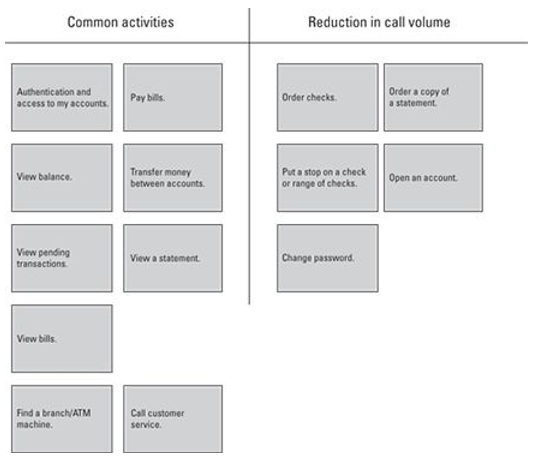 Common activities
Reduction in call volume
Authentication and
access to my accounts.
Pay bills.
View balance.
Transfer money
between accounts.
View pending
transactions.
View a statement.
View bills.
Find a branch/ATM
machine.
Call customer
service.
Order checks.
Order a copy of
a statement.
Put a stop on a check
or range of checks.
Open an account.
Change password.